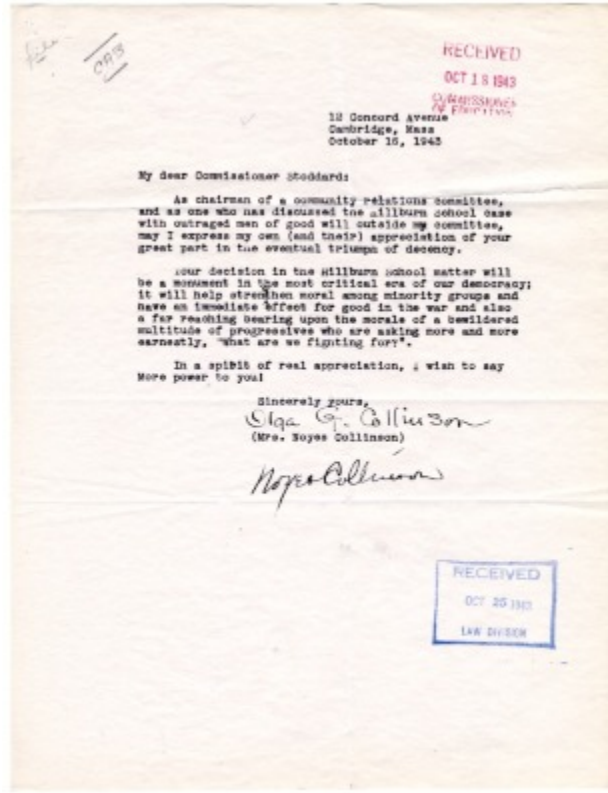 File
CAB
RECEIVED
OCT 18 1943
COMMISSIONER
OF EDUCATION
12 Concord Avenue
Cambridge, Mass
October 15, 1943
My dear Commissioner Stoddard:
As chairman of a community relations committee,
and as one who has discussed the Hillburn School case
with outraged men of good will outside my committee,
may I express my own (and their) appreciation of your
great part in the eventual triumph of decency.
Your decision in the Hillburn School matter will
be a monument in the most critical era of our democracy;
it will help strengthen moral among minority groups and
have an immediate effect for good in the war and also
a far reaching bearing upon the morale of a bewildered
multitude of progressives who are asking more and more
earnestly, "What are we fighting for?".
In a spirit of real appreciation, I wish to say
More power to you!
Sincerely yours,
Olga G. Collinson
(Mrs. Noyes Collinson)
Noyes Collinson
RECEIVED
OCT 25 1943
LAW DIVISION